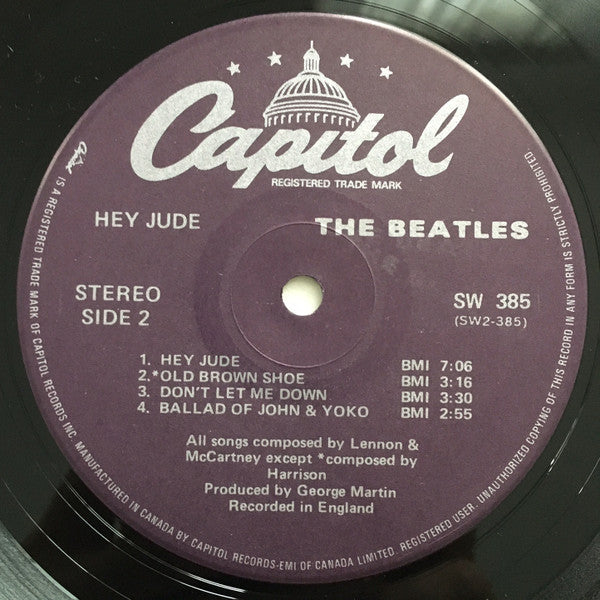 Capitol
REGISTERED TRADE MARK
HEY JUDE
THE BEATLES
STEREO
SIDE 2
SW 385
(SW2-385)
1. HEY JUDE BMI 7:06
2.*OLD BROWN SHOE BMI 3:16
3. DON'T LET ME DOWN BMI 3:30
4. BALLAD OF JOHN & YOKO BMI 2:55
All songs composed by Lennon &
McCartney except *composed by
Harrison
Produced by George Martin
Recorded in England
Capitol IS A REGISTERED TRADE MARK OF CAPITOL RECORDS INC. MANUFACTURED IN CANADA BY CAPITOL RECORDS-EMI OF CANADA LIMITED. REGISTERED USER. UNAUTHORIZED COPYING OF THIS RECORD IN ANY FORM IS STRICTLY PROHIBITED